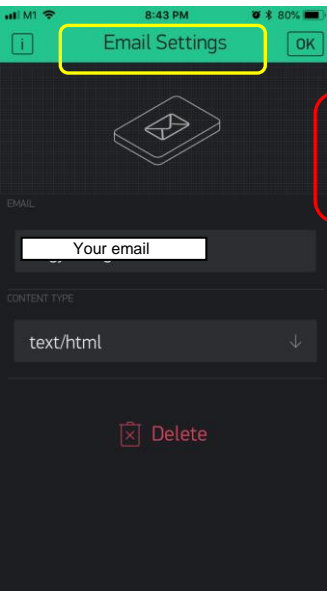 M1 8:43 PM 80%
i Email Settings OK
EMAIL
Your email
CONTENT TYPE
text/html
Delete